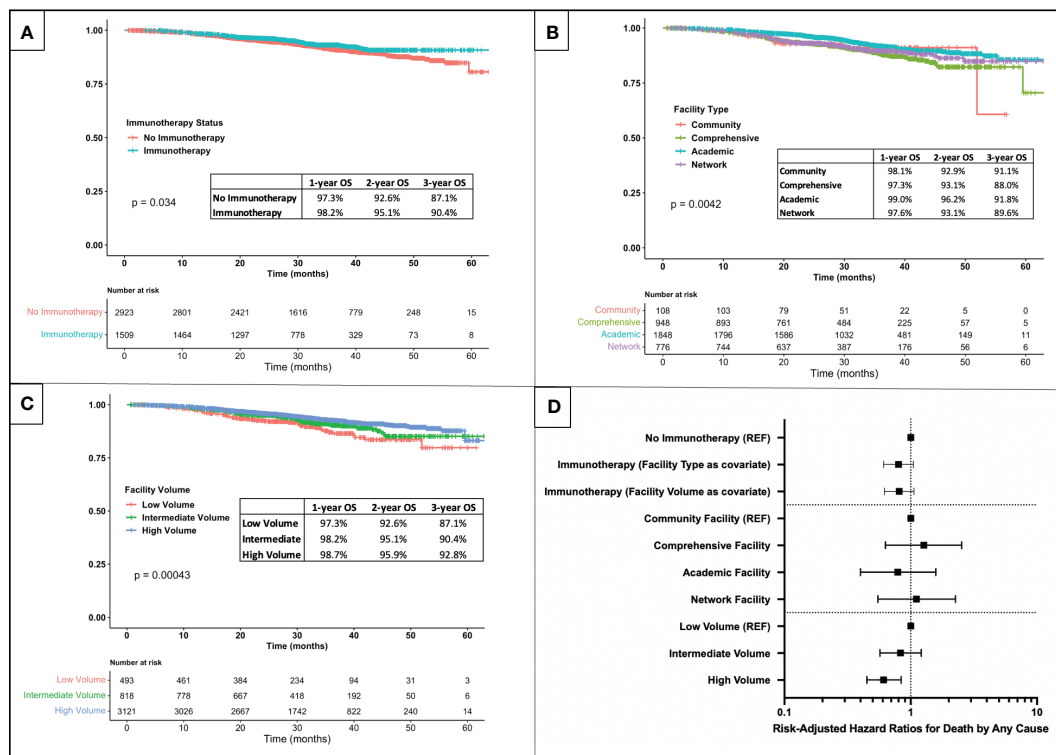 A
1.00
0.75
0.50
0.25
0.00
Immunotherapy Status
No Immunotherapy
Immunotherapy
p = 0.034
1-year OS 2-year OS 3-year OS
No Immunotherapy 97.3% 92.6% 87.1%
Immunotherapy 98.2% 95.1% 90.4%
0 10 20 30 40 50 60
Time (months)
Number at risk
No Immunotherapy 2923 2801 2421 1616 779 248 15
Immunotherapy 1509 1464 1297 778 329 73 8
0 10 20 30 40 50 60
Time (months)
B
1.00
0.75
0.50
0.25
0.00
Facility Type
Community
Comprehensive
Academic
Network
p = 0.0042
1-year OS 2-year OS 3-year OS
Community 98.1% 92.9% 91.1%
Comprehensive 97.3% 93.1% 88.0%
Academic 99.0% 96.2% 91.8%
Network 97.6% 93.1% 89.6%
0 10 20 30 40 50 60
Time (months)
Number at risk
Community 108 103 79 51 22 5 0
Comprehensive 948 893 761 484 225 57 5
Academic 1848 1796 1586 1032 481 149 11
Network 776 744 637 387 176 56 6
0 10 20 30 40 50 60
Time (months)
C
1.00
0.75
0.50
0.25
0.00
Facility Volume
Low Volume
Intermediate Volume
High Volume
p = 0.00043
1-year OS 2-year OS 3-year OS
Low Volume 97.3% 92.6% 87.1%
Intermediate 98.2% 95.1% 90.4%
High Volume 98.7% 95.9% 92.8%
0 10 20 30 40 50 60
Time (months)
Number at risk
Low Volume 493 461 384 234 94 31 3
Intermediate Volume 818 778 667 418 192 50 6
High Volume 3121 3026 2667 1742 822 240 14
0 10 20 30 40 50 60
Time (months)
D
No Immunotherapy (REF)
Immunotherapy (Facility Type as covariate)
Immunotherapy (Facility Volume as covariate)
Community Facility (REF)
Comprehensive Facility
Academic Facility
Network Facility
Low Volume (REF)
Intermediate Volume
High Volume
0.1 1 10
Risk-Adjusted Hazard Ratios for Death by Any Cause